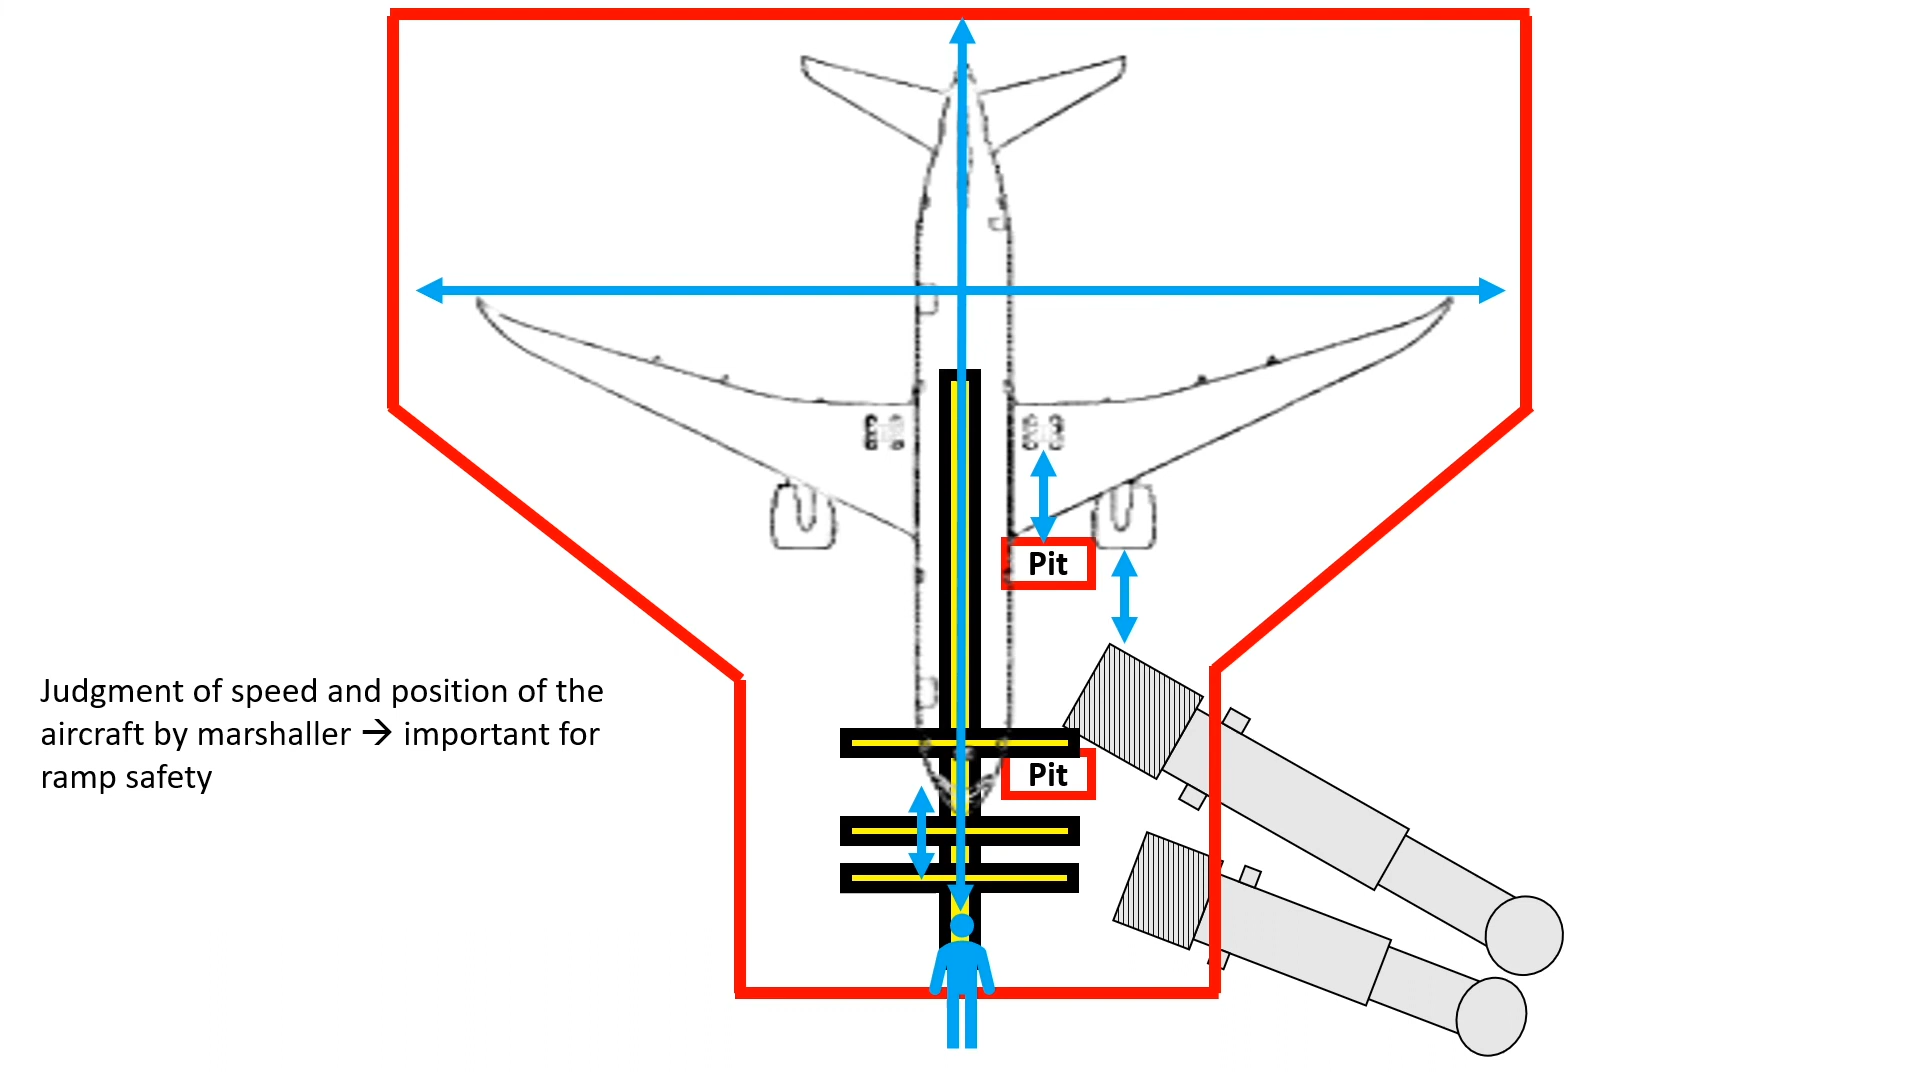 Pit
Judgment of speed and position of the
aircraft by marshaller → important for
ramp safety
Pit